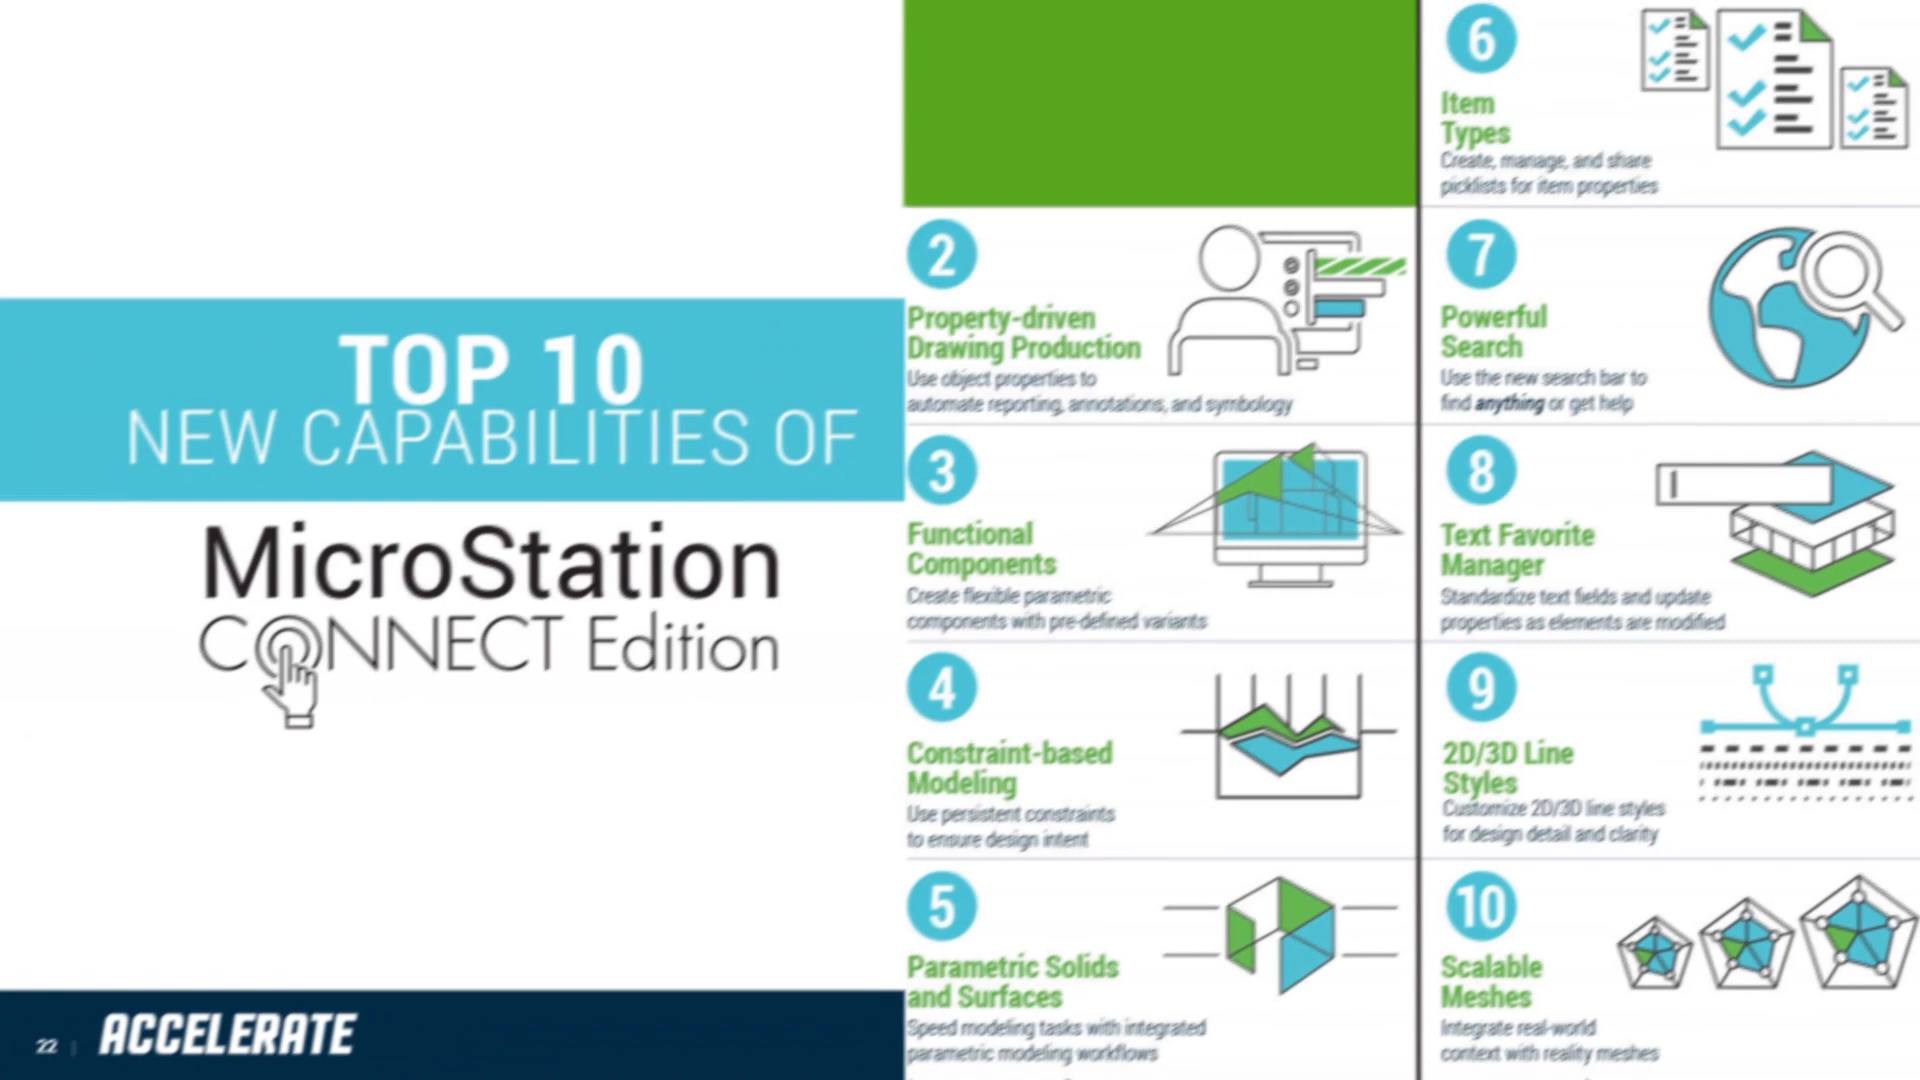 TOP 10
NEW CAPABILITIES OF
MicroStation
CONNECT Edition
22 | ACCELERATE
2
Property-driven
Drawing Production
Use object properties to
automate reporting, annotations, and symbology
3
Functional
Components
Create flexible parametric
components with pre-defined variants
4
Constraint-based
Modeling
Use persistent constraints
to ensure design intent
5
Parametric Solids
and Surfaces
Speed modeling tasks with integrated
parametric modeling workflows
6
Item
Types
Create, manage, and share
picklists for item properties
7
Powerful
Search
Use the new search bar to
find anything or get help
8
Text Favorite
Manager
Standardize text fields and update
properties as elements are modified
9
2D/3D Line
Styles
Customize 2D/3D line styles
for design detail and clarity
10
Scalable
Meshes
Integrate real-world
context with reality meshes